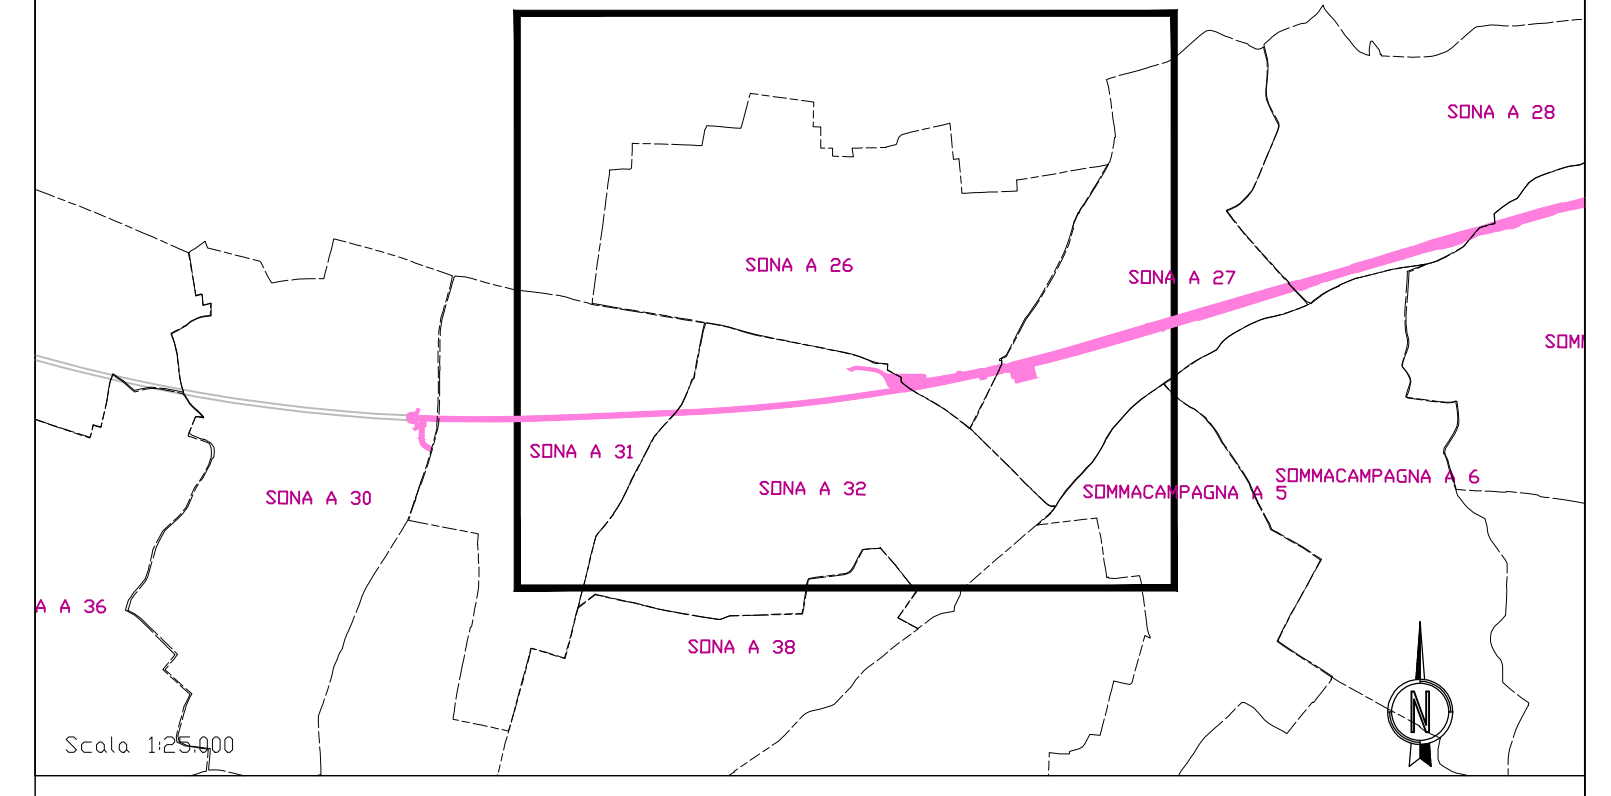 SONA A 28
SONA A 26
SONA A 27
SOMM
SONA A 31
SOMMACAMPAGNA A 6
SONA A 32
SOMMACAMPAGNA A 5
SONA A 30
A A 36
SONA A 38
N
Scala 1:25.000